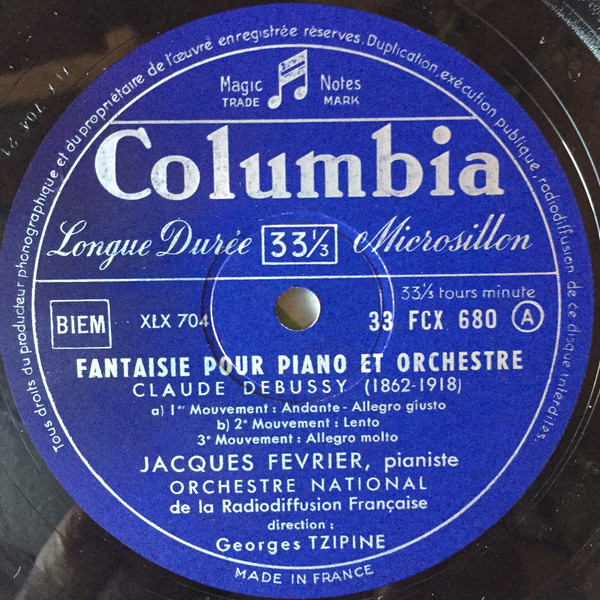 Tous droits du producteur phonographique et du propriétaire de l'œuvre enregistrée réservés. Duplication, exécution publique, radiodiffusion de ce disque interdites.
Magic Notes
TRADE MARK
Columbia
Longue Durée 33⅓ Microsillon
33⅓ tours minute
BIEM XLX 704 33 FCX 680 A
FANTAISIE POUR PIANO ET ORCHESTRE
CLAUDE DEBUSSY (1862-1918)
a) 1er Mouvement : Andante - Allegro giusto
b) 2e Mouvement : Lento
3e Mouvement : Allegro molto
JACQUES FEVRIER, pianiste
ORCHESTRE NATIONAL
de la Radiodiffusion Française
direction :
Georges TZIPINE
MADE IN FRANCE